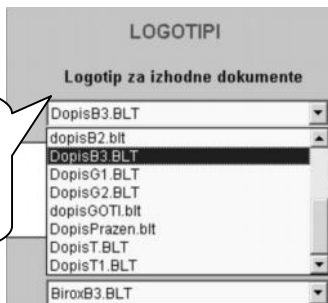 LOGOTIPI
Logotip za izhodne dokumente
DopisB3.BLT
dopisB2.blt
DopisB3.BLT
DopisG1.BLT
DopisG2.BLT
dopisGOTI.blt
DopisPrazen.blt
DopisT.BLT
DopisT1.BLT
BiroxB3.BLT